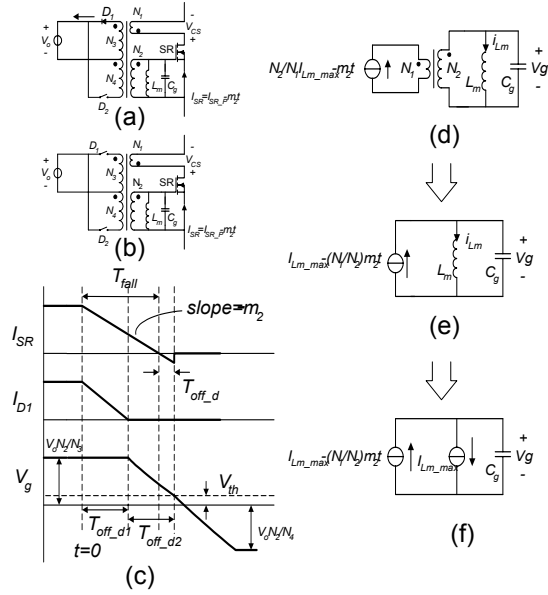 D1
N1
+
-
Vo
-
N3
VCS
+
N2
SR
N4
Lm
Cg
ISR=ISR_P-m2t
D2
(a)
D1
N1
+
-
Vo
-
N3
VCS
+
N2
SR
N4
Lm
Cg
ISR=ISR_P-m2t
D2
(b)
Tfall
slope=-m2
ISR
Toff_d
ID1
VoN2/N3
Vg
Vth
Toff_d1
Toff_d2
VoN2/N4
t=0
(c)
iLm
N2/N1ILm_max-m2t
N1
N2
Lm
Cg
+
Vg
-
(d)
iLm
ILm_max-(N1/N2)m2t
Lm
Cg
+
Vg
-
(e)
ILm_max-(N1/N2)m2t
ILm_max
Cg
+
Vg
-
(f)